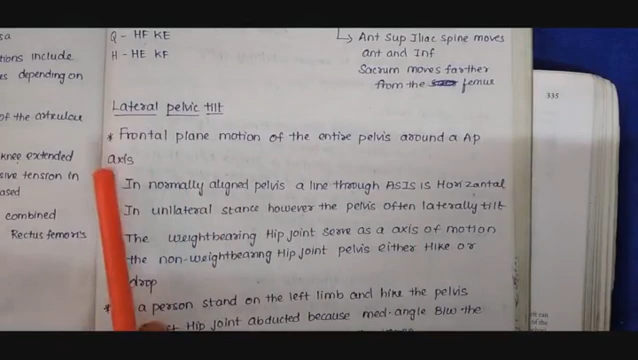 sa
tions include
us depending on
of the articular
knee extended
sive tension in
ased
combined
Rectus femoris
Q - HF KE
H - HE KF
Ant Sup Iliac spine moves
ant and Inf
Sacrum moves farther
from the femur
Lateral pelvic tilt
* Frontal plane motion of the entire pelvis around a AP
axis
In normally aligned pelvis a line through ASIS is Horizantal
In unilateral stance however the pelvis often laterally tilt
The weightbearing Hip joint serve as a axis of motion
the non-weightbearing Hip joint pelvis either Hike or
drop
* a person stand on the left limb and hike the pelvis
Hip joint abducted because med-angle B/W the
335